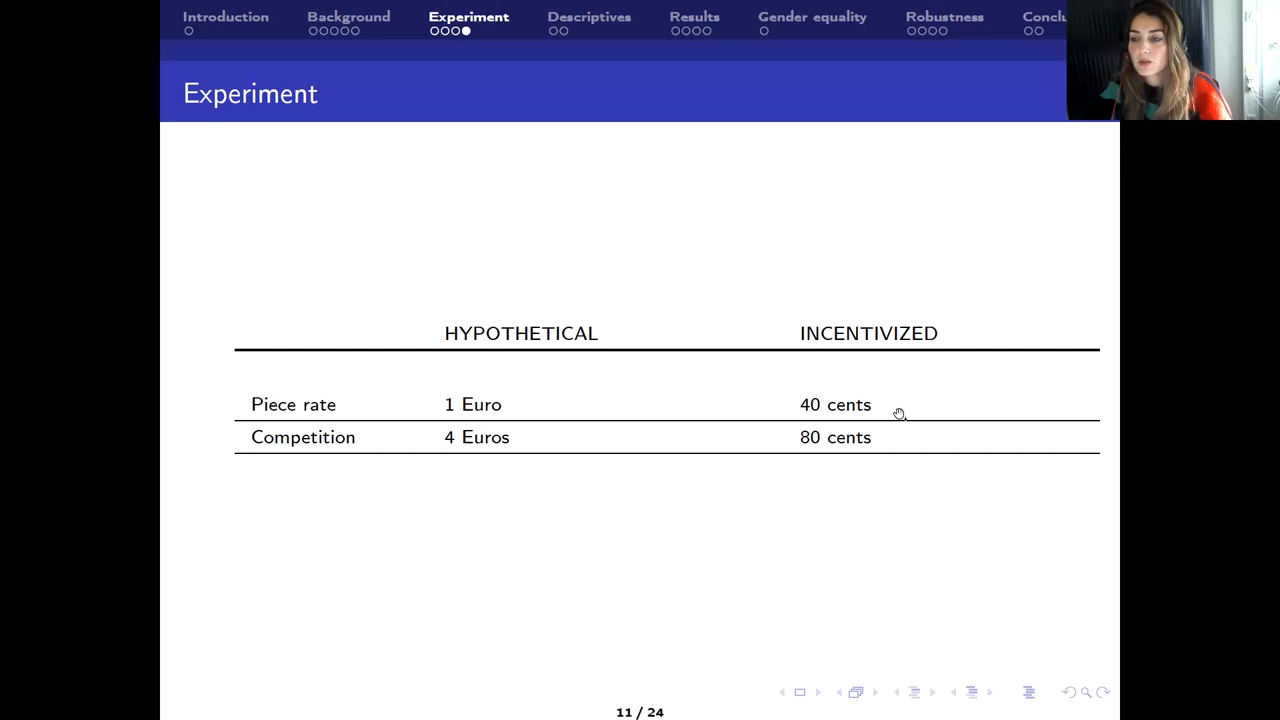 Introduction Background Experiment Descriptives Results Gender equality Robustness Conclu
Experiment
HYPOTHETICAL INCENTIVIZED
Piece rate 1 Euro 40 cents
Competition 4 Euros 80 cents
11 / 24